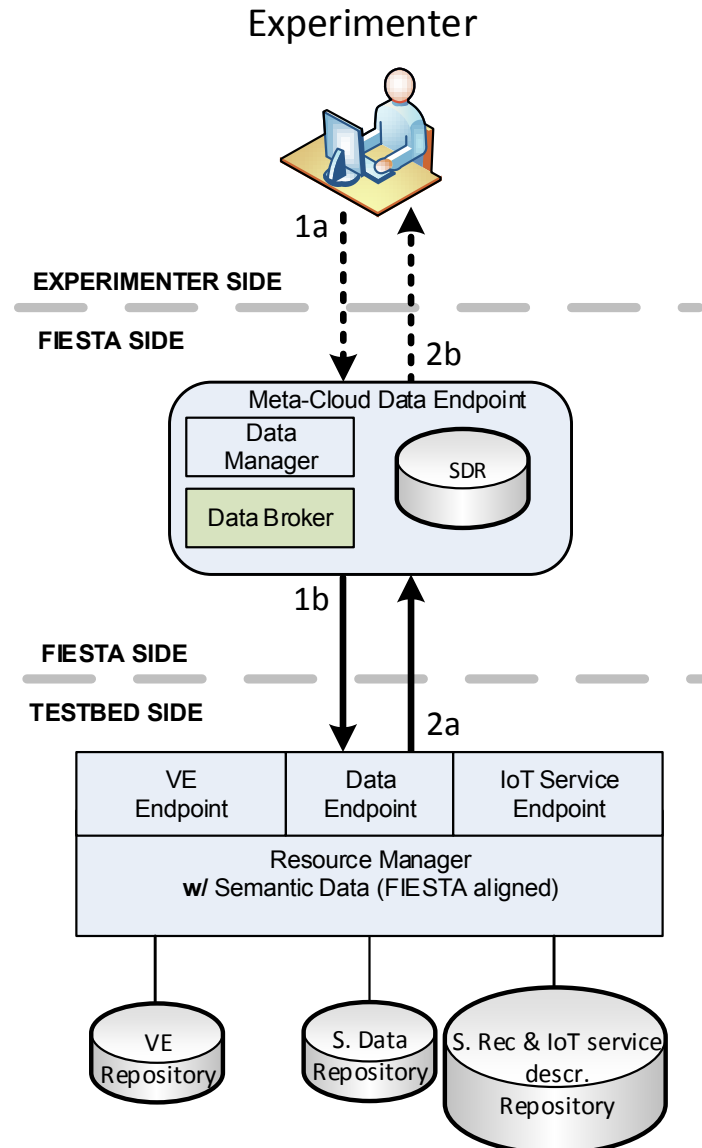 Experimenter
1a
EXPERIMENTER SIDE
FIESTA SIDE
2b
Meta-Cloud Data Endpoint
Data
Manager
SDR
Data Broker
1b
FIESTA SIDE
TESTBED SIDE
2a
VE
Endpoint
Data
Endpoint
IoT Service
Endpoint
Resource Manager
w/ Semantic Data (FIESTA aligned)
VE
Repository
S. Data
Repository
S. Rec & IoT service
descr.
Repository